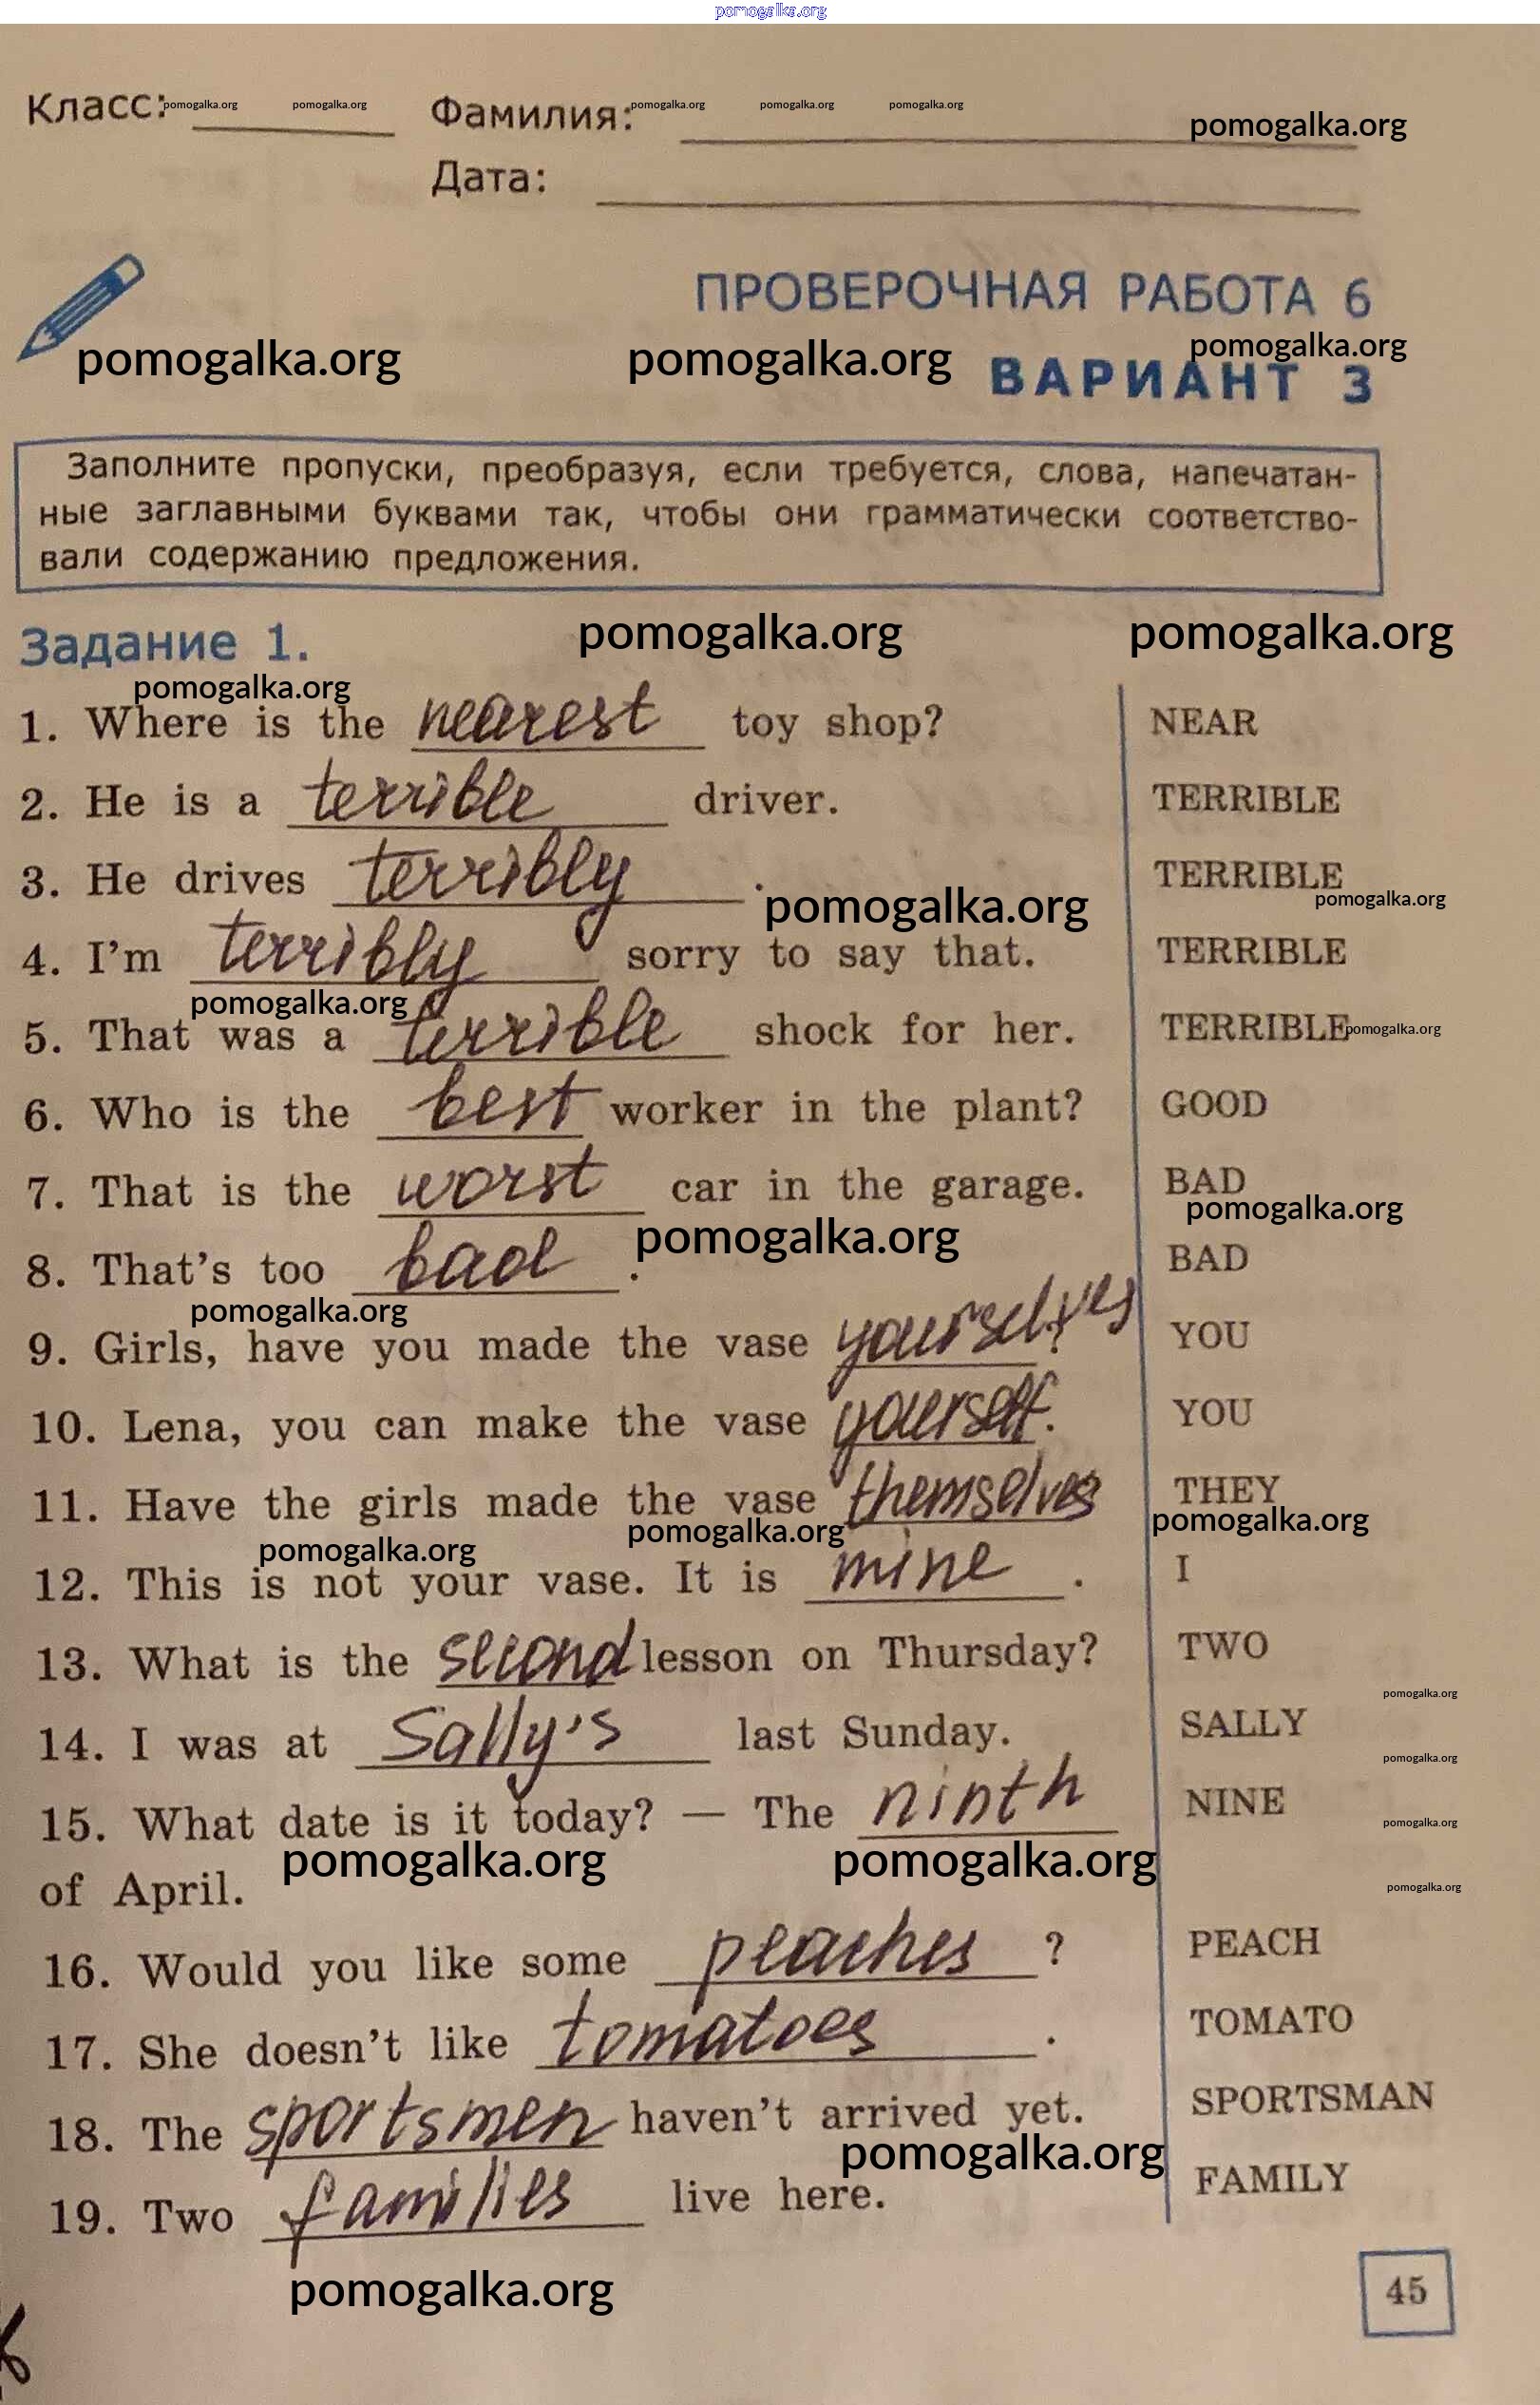 pomogalka.org
Класс: pomogalka.org pomogalka.org Фамилия: pomogalka.org pomogalka.org pomogalka.org pomogalka.org
Дата:
ПРОВЕРОЧНАЯ РАБОТА 6
pomogalka.org pomogalka.org pomogalka.org
ВАРИАНТ 3
Заполните пропуски, преобразуя, если требуется, слова, напечатан-
ные заглавными буквами так, чтобы они грамматически соответство-
вали содержанию предложения.
Задание 1. pomogalka.org pomogalka.org
pomogalka.org
1. Where is the nearest toy shop? NEAR
2. He is a terrible driver. TERRIBLE
3. He drives terribly. TERRIBLE
pomogalka.org pomogalka.org
4. I'm terribly sorry to say that. TERRIBLE
pomogalka.org
5. That was a terrible shock for her. TERRIBLE pomogalka.org
6. Who is the best worker in the plant? GOOD
7. That is the worst car in the garage. BAD
pomogalka.org pomogalka.org
8. That's too bad. BAD
pomogalka.org
9. Girls, have you made the vase yourselves? YOU
10. Lena, you can make the vase yourself. YOU
11. Have the girls made the vase themselves THEY
pomogalka.org pomogalka.org pomogalka.org
12. This is not your vase. It is mine. I
13. What is the second lesson on Thursday? TWO
pomogalka.org
14. I was at Sally's last Sunday. SALLY
pomogalka.org
15. What date is it today? — The ninth NINE
pomogalka.org
pomogalka.org pomogalka.org
of April. pomogalka.org
16. Would you like some peaches? PEACH
17. She doesn't like tomatoes. TOMATO
18. The sportsmen haven't arrived yet. SPORTSMAN
pomogalka.org
19. Two families live here. FAMILY
pomogalka.org
45